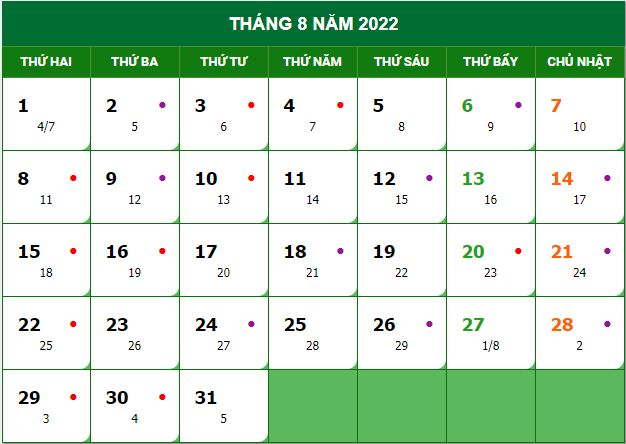 THÁNG 8 NĂM 2022
THỨ HAI THỨ BA THỨ TƯ THỨ NĂM THỨ SÁU THỨ BẨY CHỦ NHẬT
1 2 3 4 5 6 7
4/7 5 6 7 8 9 10
8 9 10 11 12 13 14
11 12 13 14 15 16 17
15 16 17 18 19 20 21
18 19 20 21 22 23 24
22 23 24 25 26 27 28
25 26 27 28 29 1/8 2
29 30 31
3 4 5